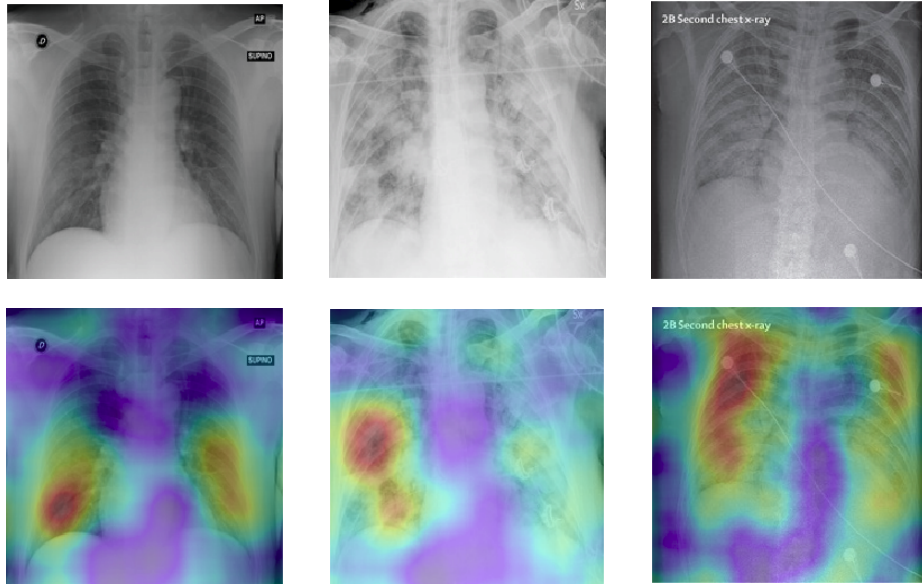 AP
.D
SUPINO
Sx
2B Second chest x-ray
AP
.D
SUPINO
Sx
2B Second chest x-ray